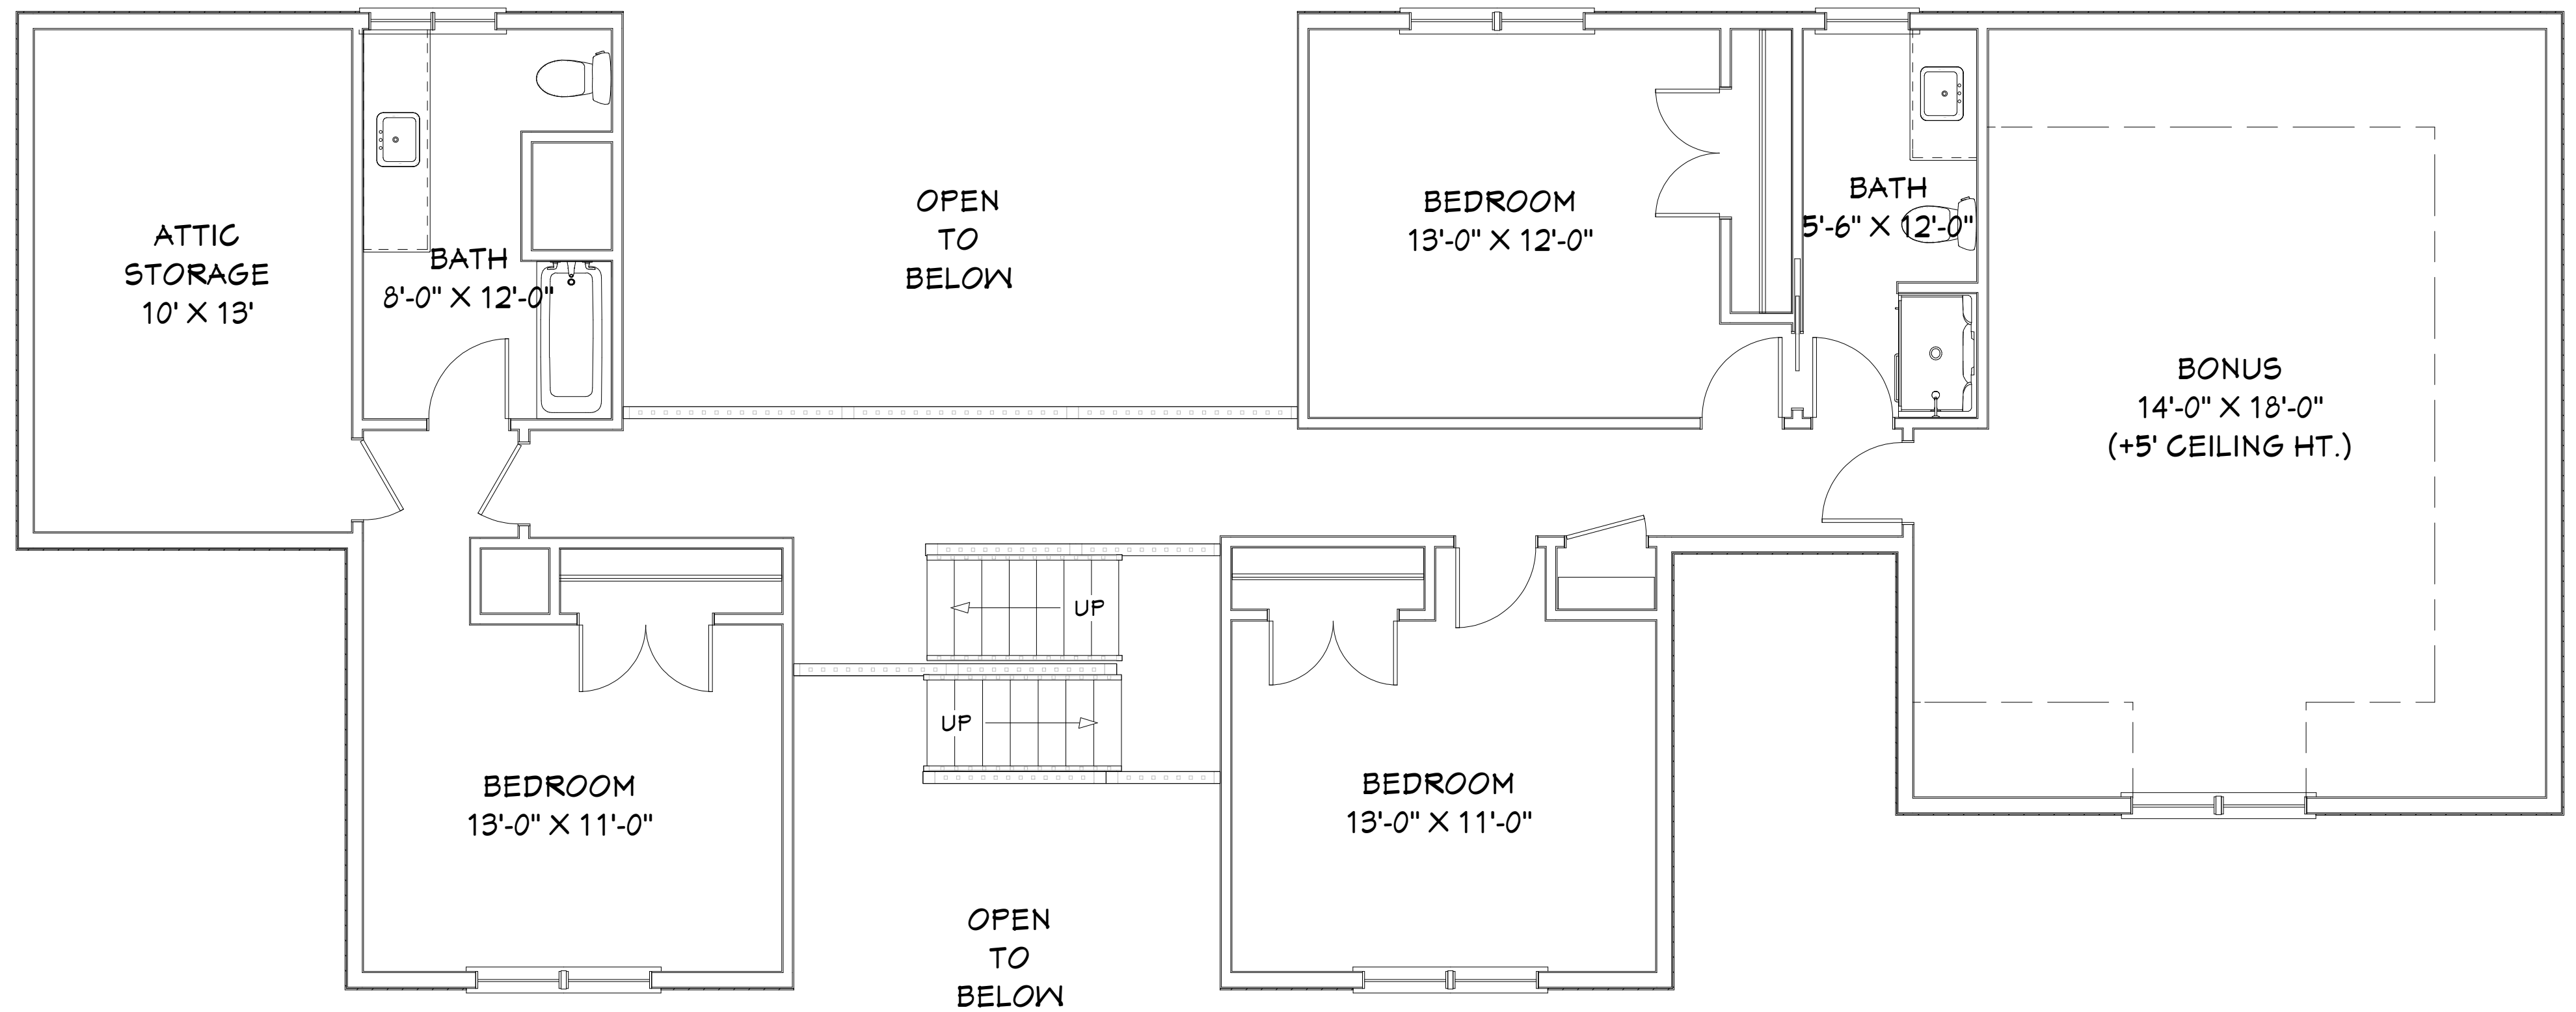 ATTIC
STORAGE
10' X 13'
BATH
8'-0" X 12'-0"
OPEN
TO
BELOW
BEDROOM
13'-0" X 12'-0"
BATH
5'-6" X 12'-0"
BONUS
14'-0" X 18'-0"
(+5' CEILING HT.)
UP
UP
BEDROOM
13'-0" X 11'-0"
BEDROOM
13'-0" X 11'-0"
OPEN
TO
BELOW